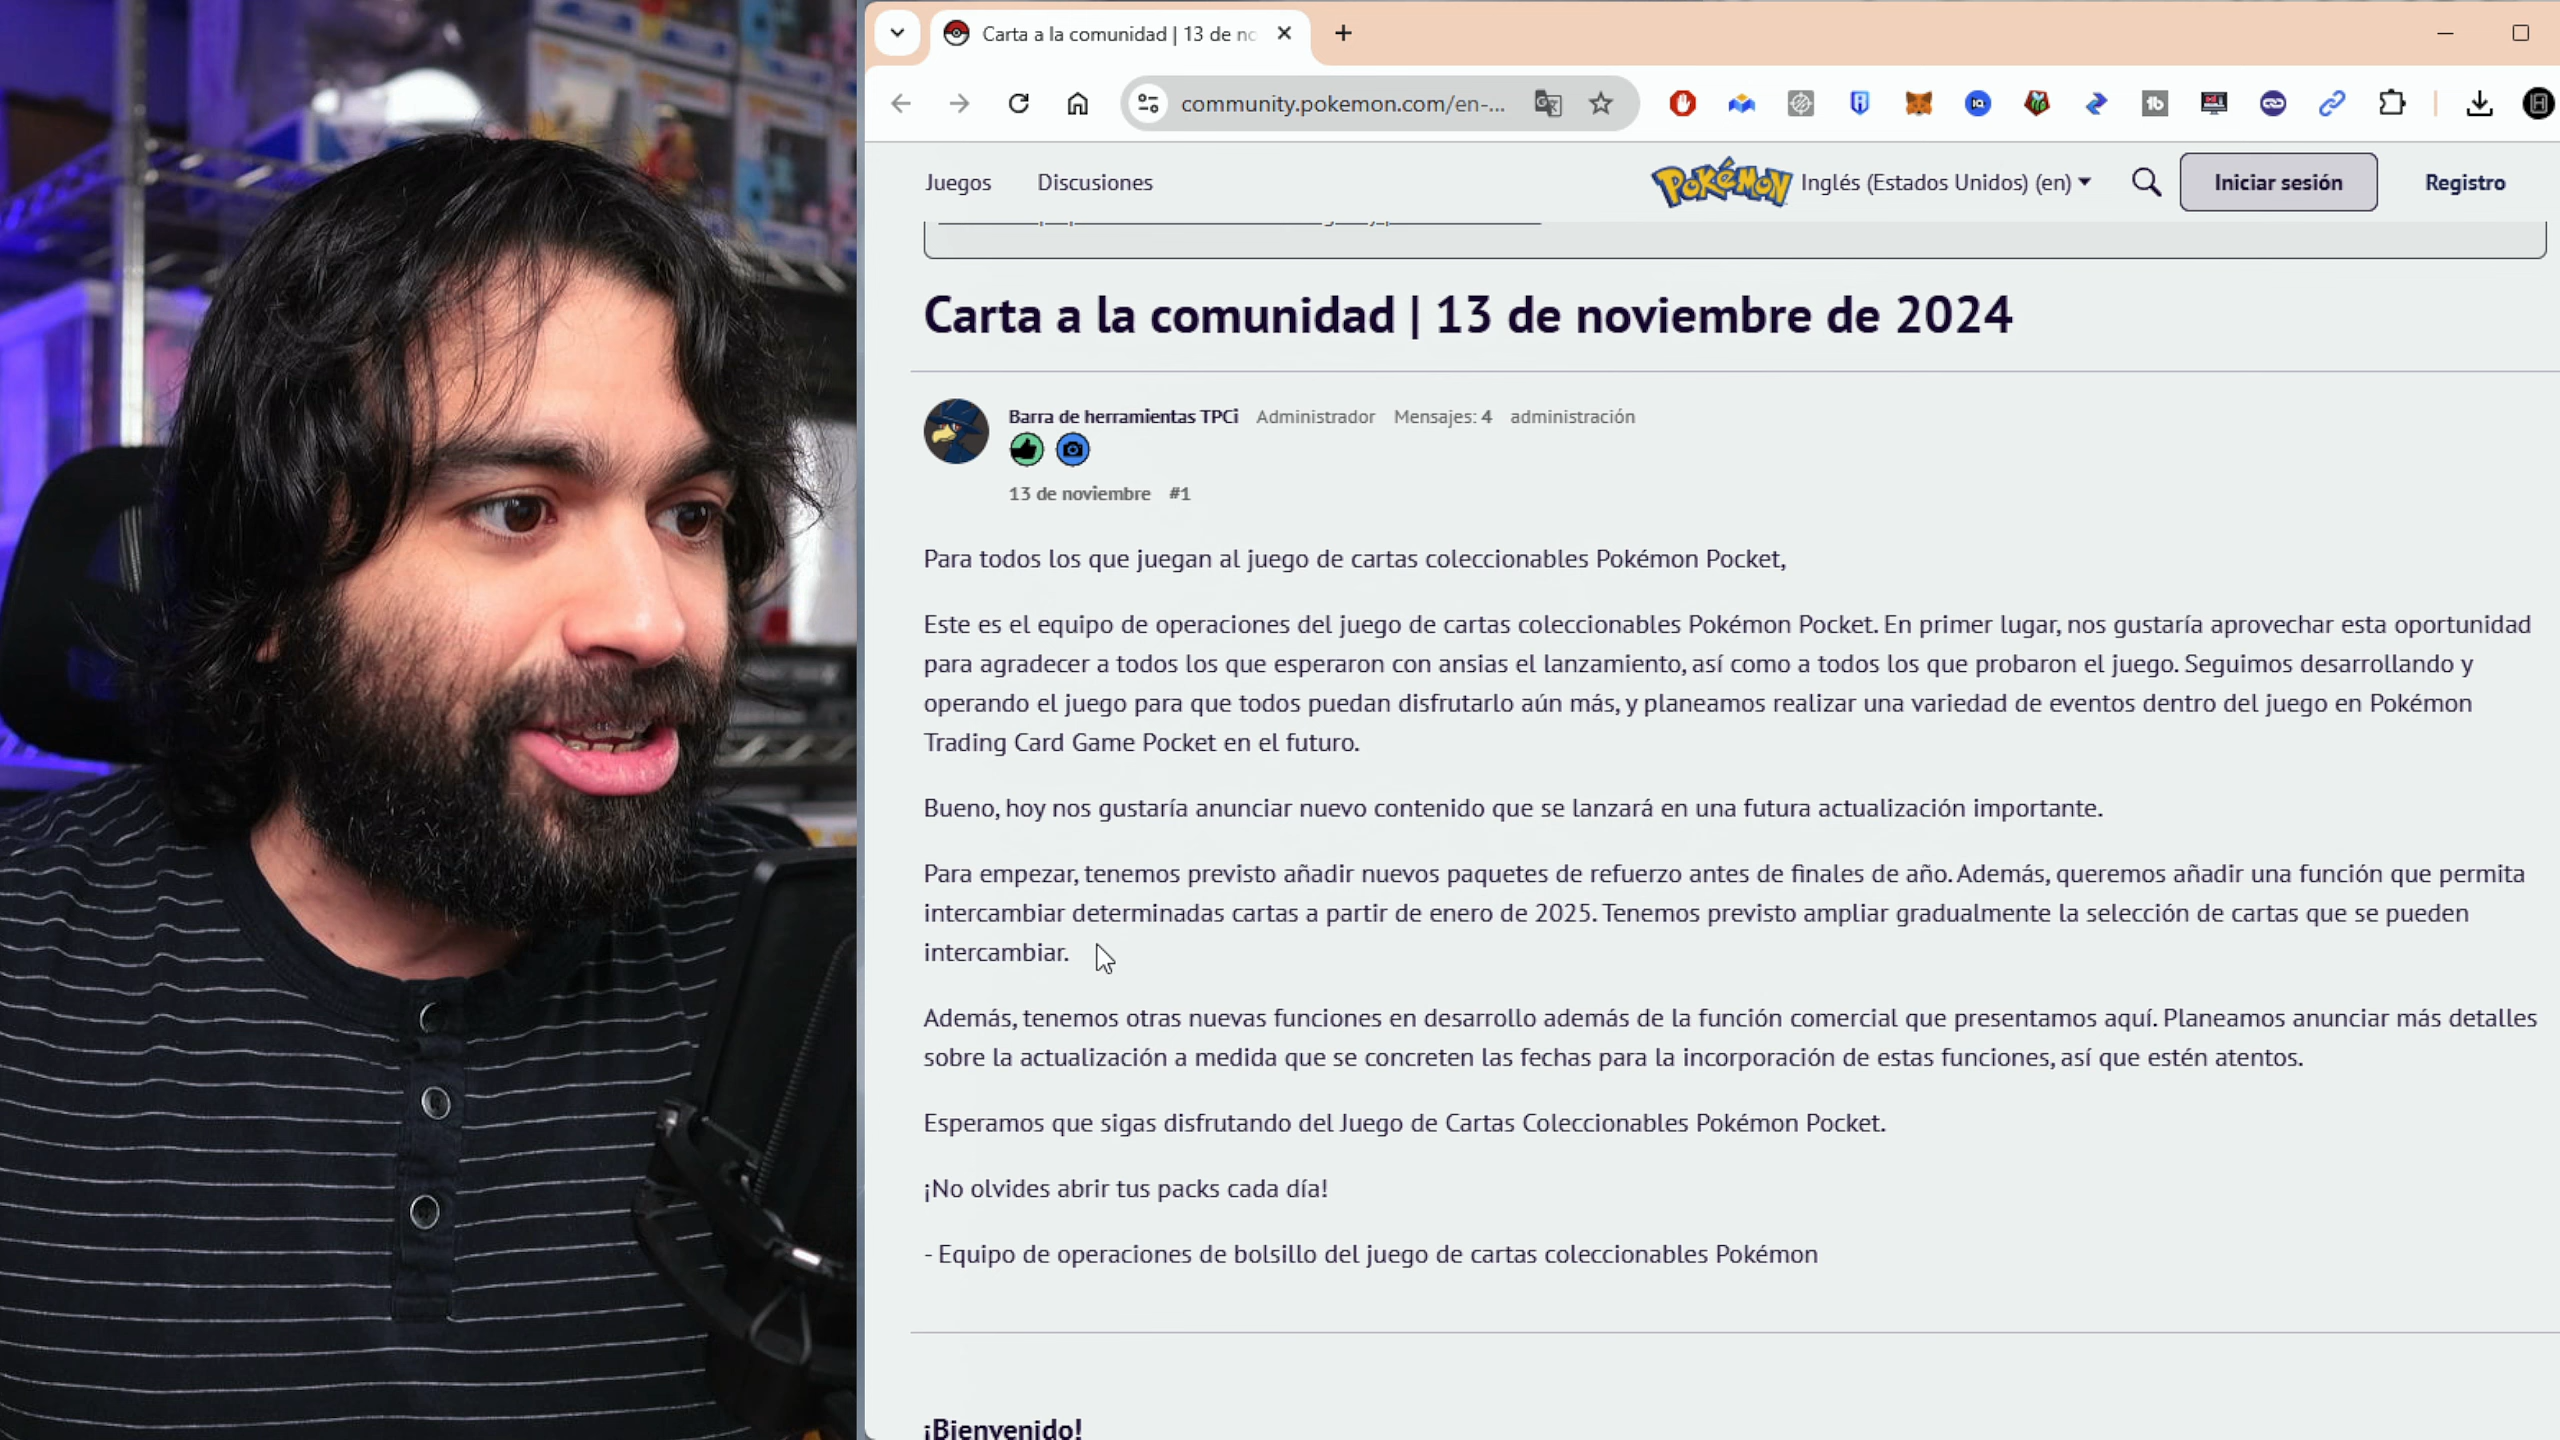 Carta a la comunidad | 13 de no
community.pokemon.com/en-...
Juegos
Discusiones
Pokémon
Inglés (Estados Unidos) (en)
Iniciar sesión
Registro
Carta a la comunidad | 13 de noviembre de 2024
Barra de herramientas TPCi Administrador Mensajes: 4 administración
13 de noviembre #1
Para todos los que juegan al juego de cartas coleccionables Pokémon Pocket,
Este es el equipo de operaciones del juego de cartas coleccionables Pokémon Pocket. En primer lugar, nos gustaría aprovechar esta oportunidad
para agradecer a todos los que esperaron con ansias el lanzamiento, así como a todos los que probaron el juego. Seguimos desarrollando y
operando el juego para que todos puedan disfrutarlo aún más, y planeamos realizar una variedad de eventos dentro del juego en Pokémon
Trading Card Game Pocket en el futuro.
Bueno, hoy nos gustaría anunciar nuevo contenido que se lanzará en una futura actualización importante.
Para empezar, tenemos previsto añadir nuevos paquetes de refuerzo antes de finales de año. Además, queremos añadir una función que permita
intercambiar determinadas cartas a partir de enero de 2025. Tenemos previsto ampliar gradualmente la selección de cartas que se pueden
intercambiar.
Además, tenemos otras nuevas funciones en desarrollo además de la función comercial que presentamos aquí. Planeamos anunciar más detalles
sobre la actualización a medida que se concreten las fechas para la incorporación de estas funciones, así que estén atentos.
Esperamos que sigas disfrutando del Juego de Cartas Coleccionables Pokémon Pocket.
¡No olvides abrir tus packs cada día!
- Equipo de operaciones de bolsillo del juego de cartas coleccionables Pokémon
¡Bienvenido!